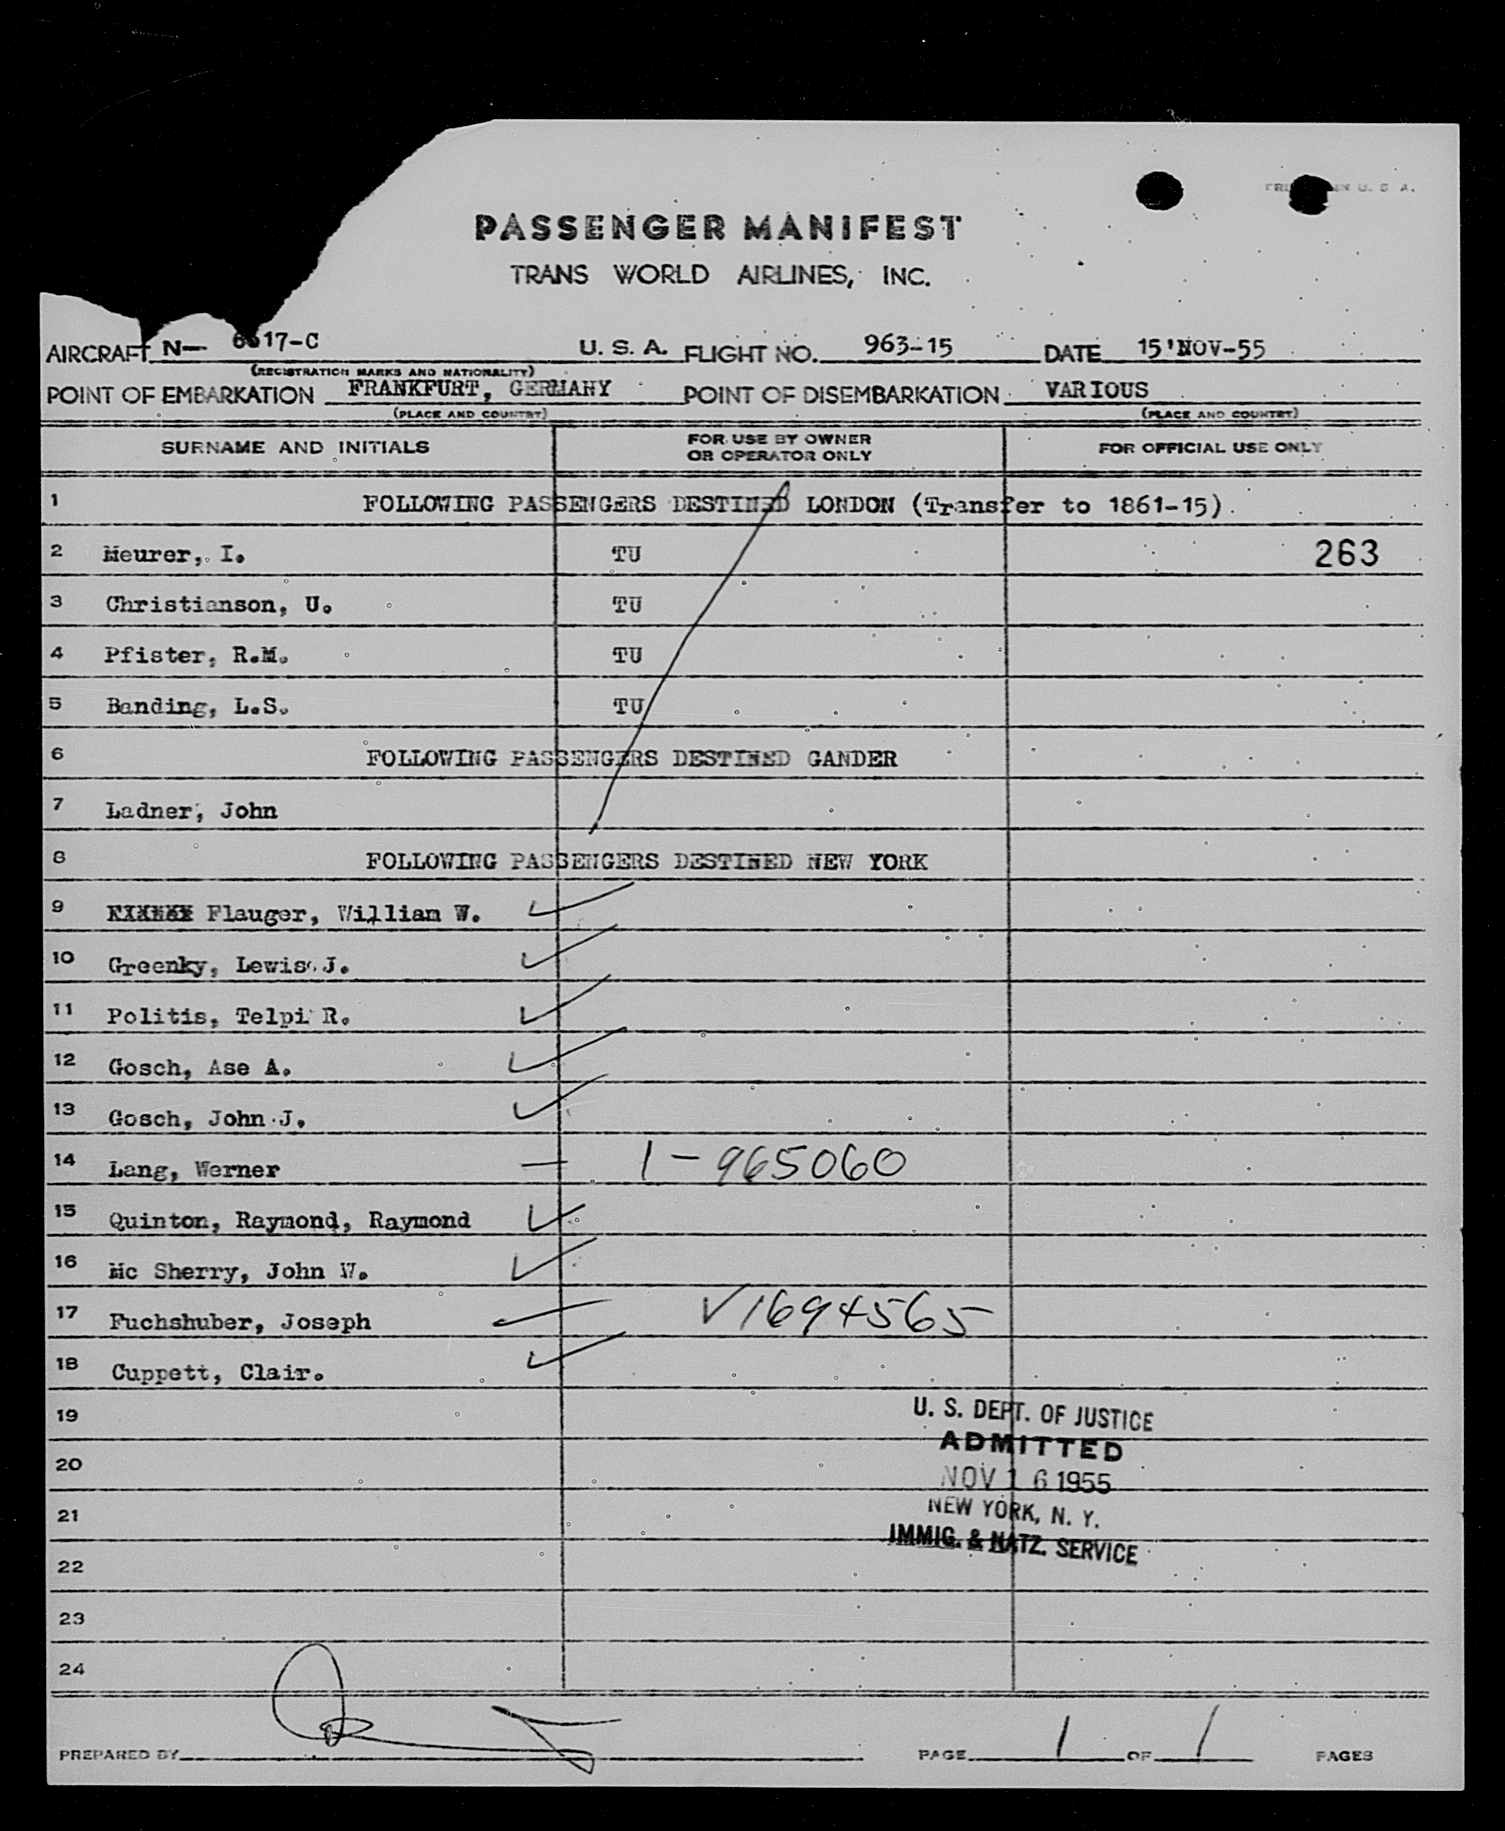 PRINTED IN U. S. A.
PASSENGER MANIFEST
TRANS WORLD AIRLINES, INC.
AIRCRAFT N— 6517-C U. S. A. FLIGHT NO. 963-15 DATE 15 NOV-55
(REGISTRATION MARKS AND NATIONALITY)
POINT OF EMBARKATION FRANKFURT, GERMANY POINT OF DISEMBARKATION VARIOUS
(PLACE AND COUNTRY) (PLACE AND COUNTRY)
SURNAME AND INITIALS FOR USE BY OWNER OR OPERATOR ONLY FOR OFFICIAL USE ONLY
1 FOLLOWING PASSENGERS DESTINED LONDON (Transfer to 1861-15)
2 Meurer, I. TU 263
3 Christianson, U. TU
4 Pfister, R.M. TU
5 Banding, L.S. TU
6 FOLLOWING PASSENGERS DESTINED GANDER
7 Ladner, John
8 FOLLOWING PASSENGERS DESTINED NEW YORK
9 Flauger, William W. ✓
10 Greenky, Lewis J. ✓
11 Politis, Telpi R. ✓
12 Gosch, Ase A. ✓
13 Gosch, John J. ✓
14 Lang, Werner — 1-965060
15 Quinton, Raymond, Raymond ✓
16 Mc Sherry, John W. ✓
17 Fuchshuber, Joseph V1694565
18 Cuppett, Clair. ✓
19
20
21
22
23
24
U. S. DEPT. OF JUSTICE
ADMITTED
NOV 16 1955
NEW YORK, N. Y.
IMMIG. & NATZ. SERVICE
PREPARED BY PAGE 1 OF 1 PAGES